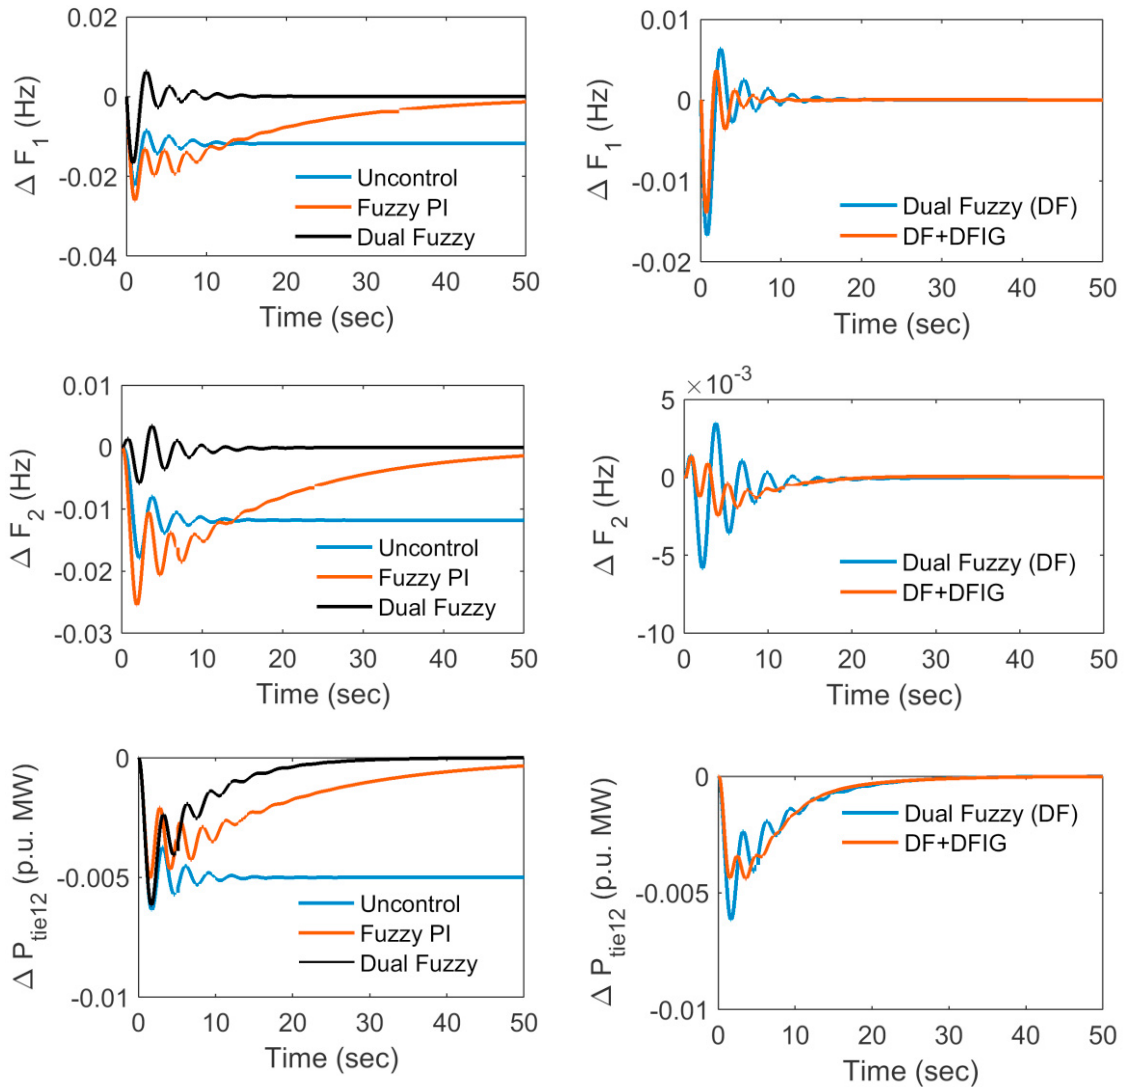 0.02
0
-0.02
-0.04
Δ F1 (Hz)
Uncontrol
Fuzzy PI
Dual Fuzzy
0 10 20 30 40 50
Time (sec)
0.01
0
-0.01
-0.02
Δ F1 (Hz)
Dual Fuzzy (DF)
DF+DFIG
0 10 20 30 40 50
Time (sec)
0.01
0
-0.01
-0.02
-0.03
Δ F2 (Hz)
Uncontrol
Fuzzy PI
Dual Fuzzy
0 10 20 30 40 50
Time (sec)
×10-3
5
0
-5
-10
Δ F2 (Hz)
Dual Fuzzy (DF)
DF+DFIG
0 10 20 30 40 50
Time (sec)
0
-0.005
-0.01
Δ Ptie12 (p.u. MW)
Uncontrol
Fuzzy PI
Dual Fuzzy
0 10 20 30 40 50
Time (sec)
0
-0.005
-0.01
Δ Ptie12 (p.u. MW)
Dual Fuzzy (DF)
DF+DFIG
0 10 20 30 40 50
Time (sec)